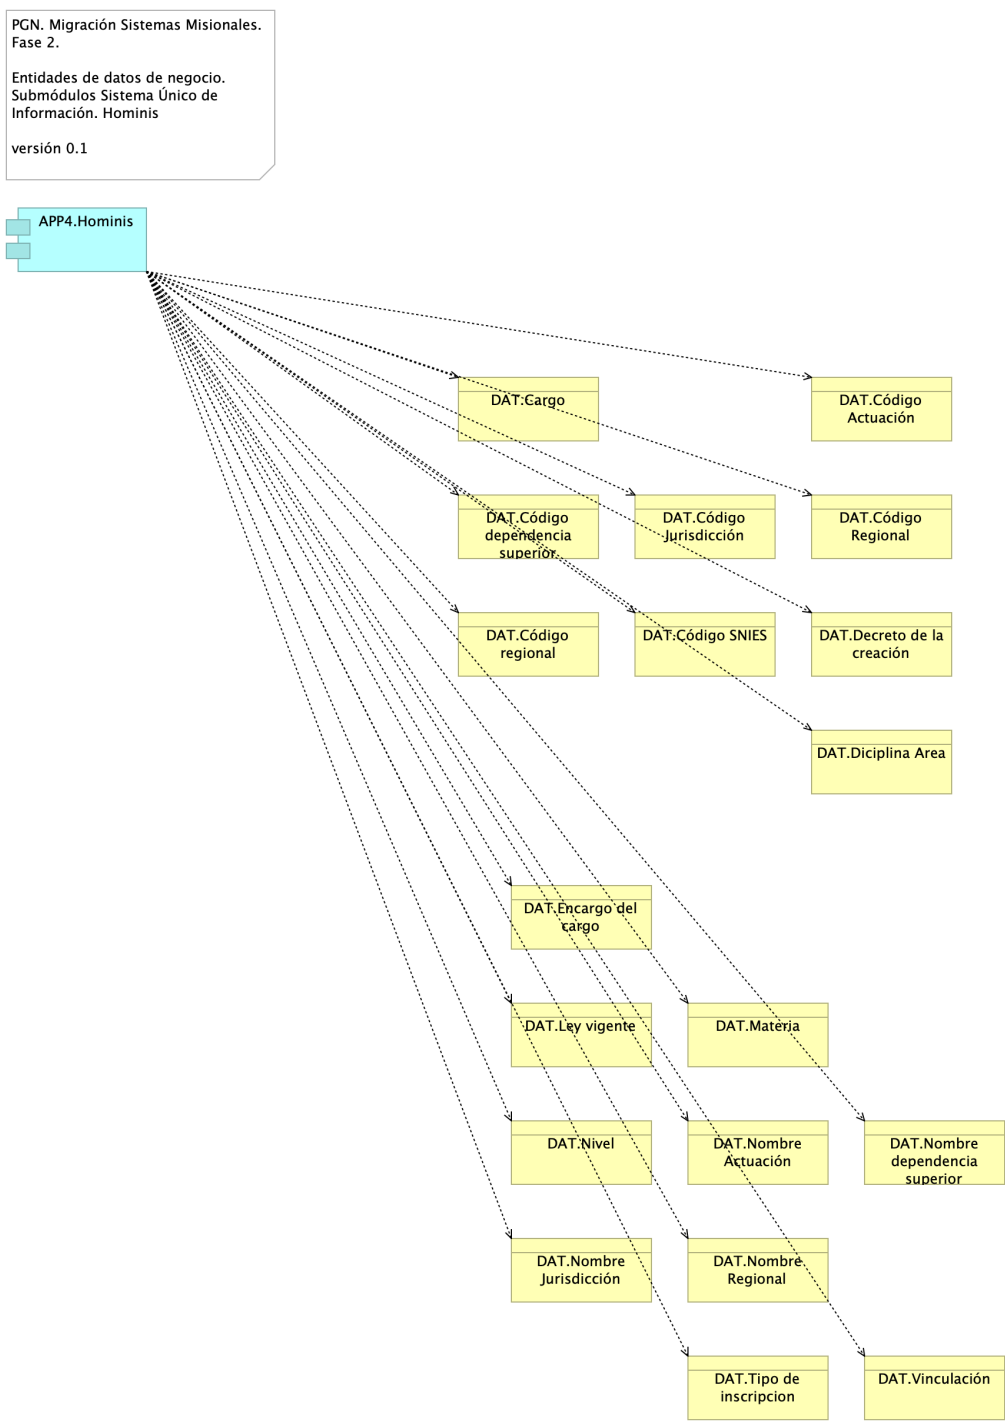 PGN. Migración Sistemas Misionales.
Fase 2.
Entidades de datos de negocio.
Submódulos Sistema Único de
Información. Hominis
versión 0.1
APP4.Hominis
DAT.Cargo
DAT.Código
Actuación
DAT.Código
dependencia
superior
DAT.Código
Jurisdicción
DAT.Código
Regional
DAT.Código
regional
DAT.Código SNIES
DAT.Decreto de la
creación
DAT.Diciplina Area
DAT.Encargo del
cargo
DAT.Ley vigente
DAT.Materia
DAT.Nivel
DAT.Nombre
Actuación
DAT.Nombre
dependencia
superior
DAT.Nombre
Jurisdicción
DAT.Nombre
Regional
DAT.Tipo de
inscripcion
DAT.Vinculación